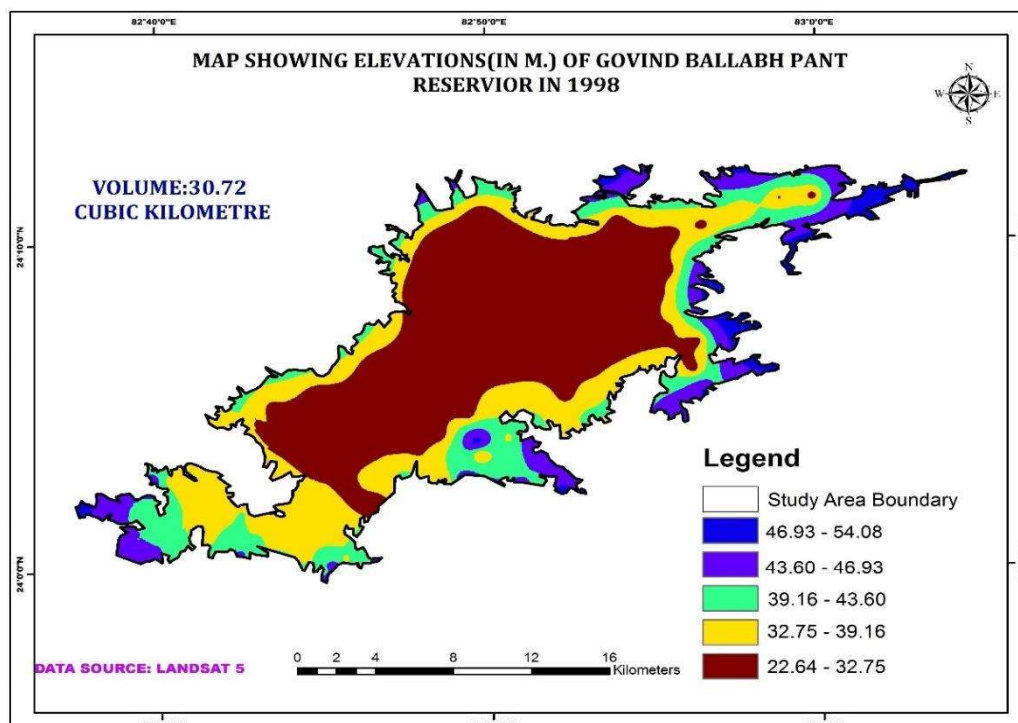 82°40'0"E 82°50'0"E 83°0'0"E
MAP SHOWING ELEVATIONS(IN M.) OF GOVIND BALLABH PANT
RESERVIOR IN 1998
N
W E
S
VOLUME:30.72
CUBIC KILOMETRE
24°10'0"N
24°0'0"N
Legend
Study Area Boundary
46.93 - 54.08
43.60 - 46.93
39.16 - 43.60
32.75 - 39.16
22.64 - 32.75
DATA SOURCE: LANDSAT 5
0 2 4 8 12 16
Kilometers